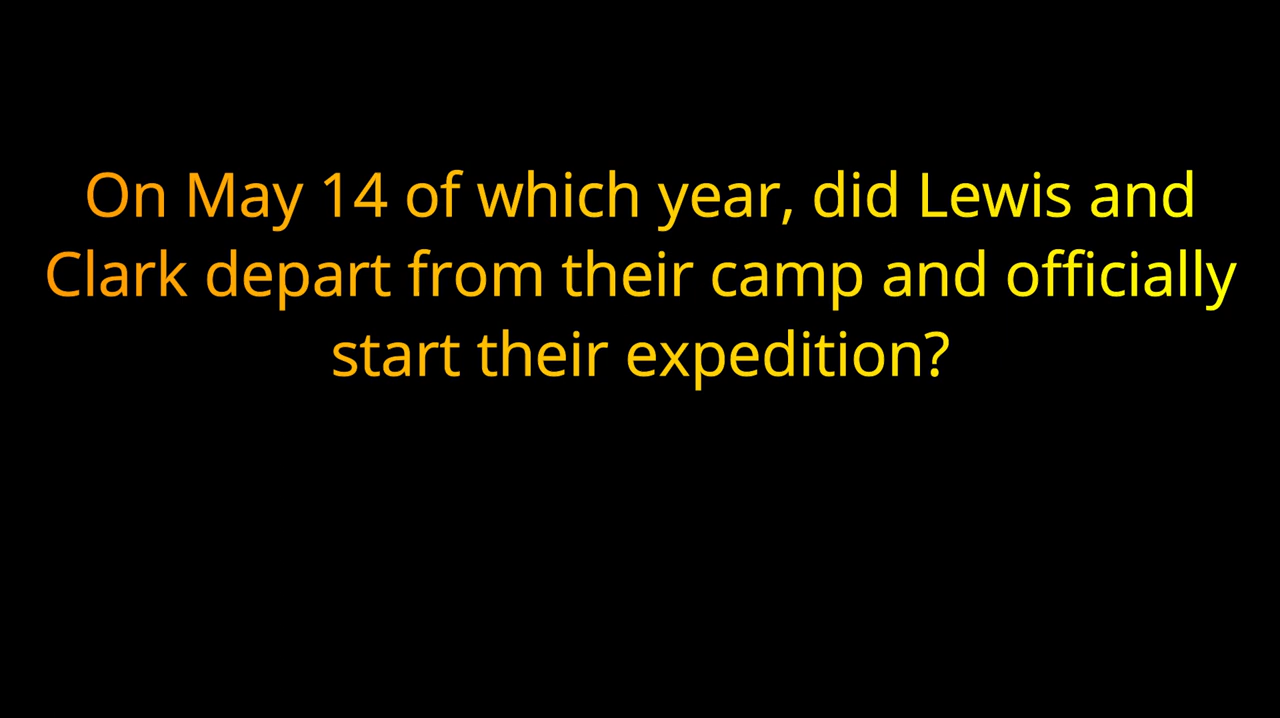 On May 14 of which year, did Lewis and
Clark depart from their camp and officially
start their expedition?